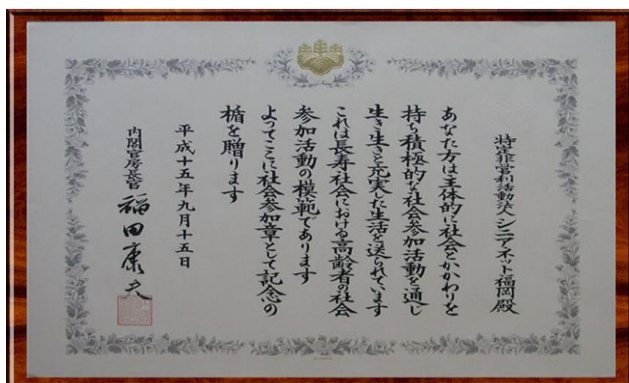 特定非営利活動法人シニアネット福岡殿
あなた方は主体的に社会とかかわりを
持ち積極的な社会参加活動を通し
生き生きと充実した生活を送られています
これは長寿社会における高齢者の社会
参加活動の模範であります
よってここに社会参加章として記念の
楯を贈ります
平成十五年九月十五日
内閣官房長官 福田康夫